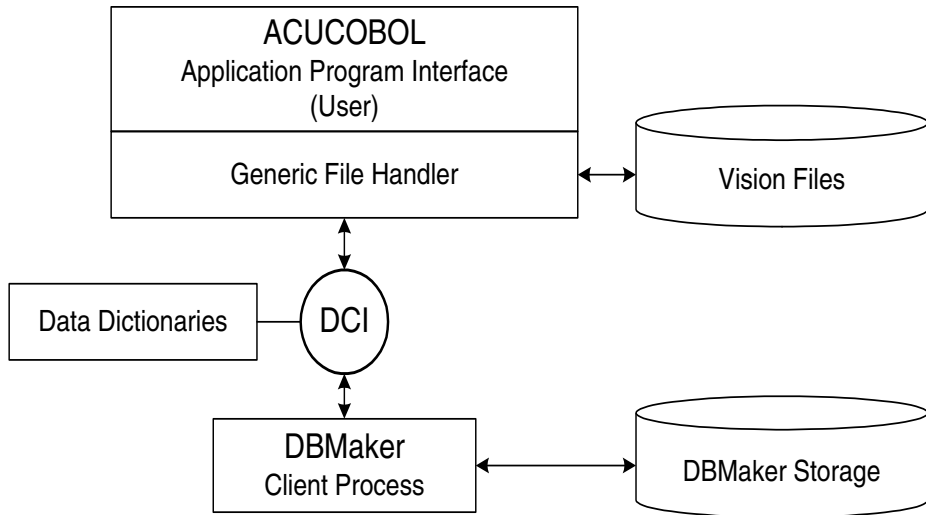 ACUCOBOL
Application Program Interface
(User)
Generic File Handler
Vision Files
Data Dictionaries
DCI
DBMaker
Client Process
DBMaker Storage